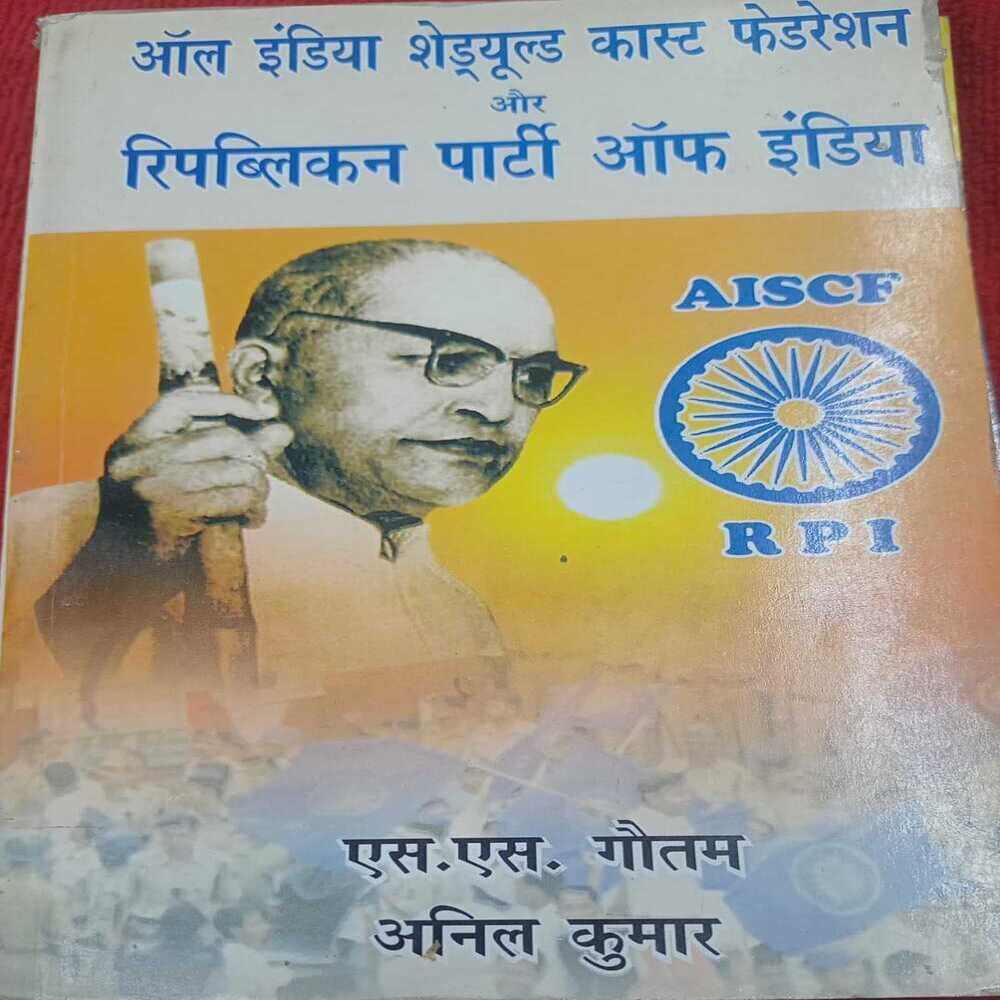 ऑल इंडिया शेड्यूल्ड कास्ट फेडरेशन
और
रिपब्लिकन पार्टी ऑफ इंडिया
AISCF
RPI
एस.एस. गौतम
अनिल कुमार